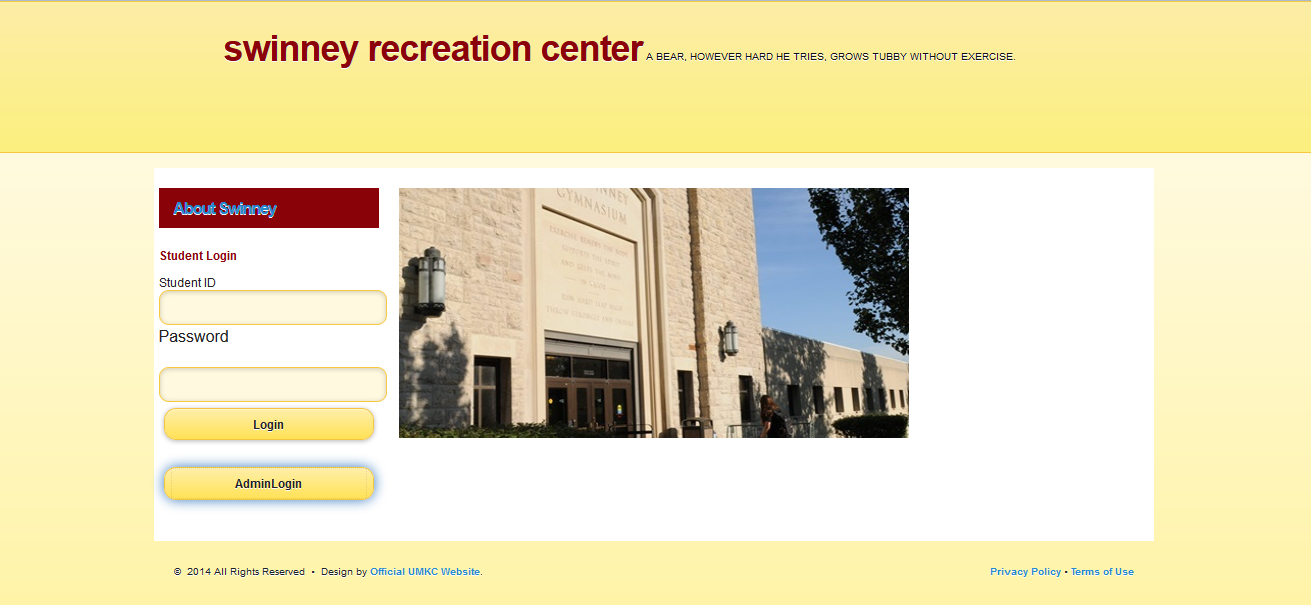 swinney recreation center A BEAR, HOWEVER HARD HE TRIES, GROWS TUBBY WITHOUT EXERCISE.
About Swinney
Student Login
Student ID
Password
Login
AdminLogin
GYMNASIUM
© 2014 All Rights Reserved • Design by Official UMKC Website.
Privacy Policy • Terms of Use